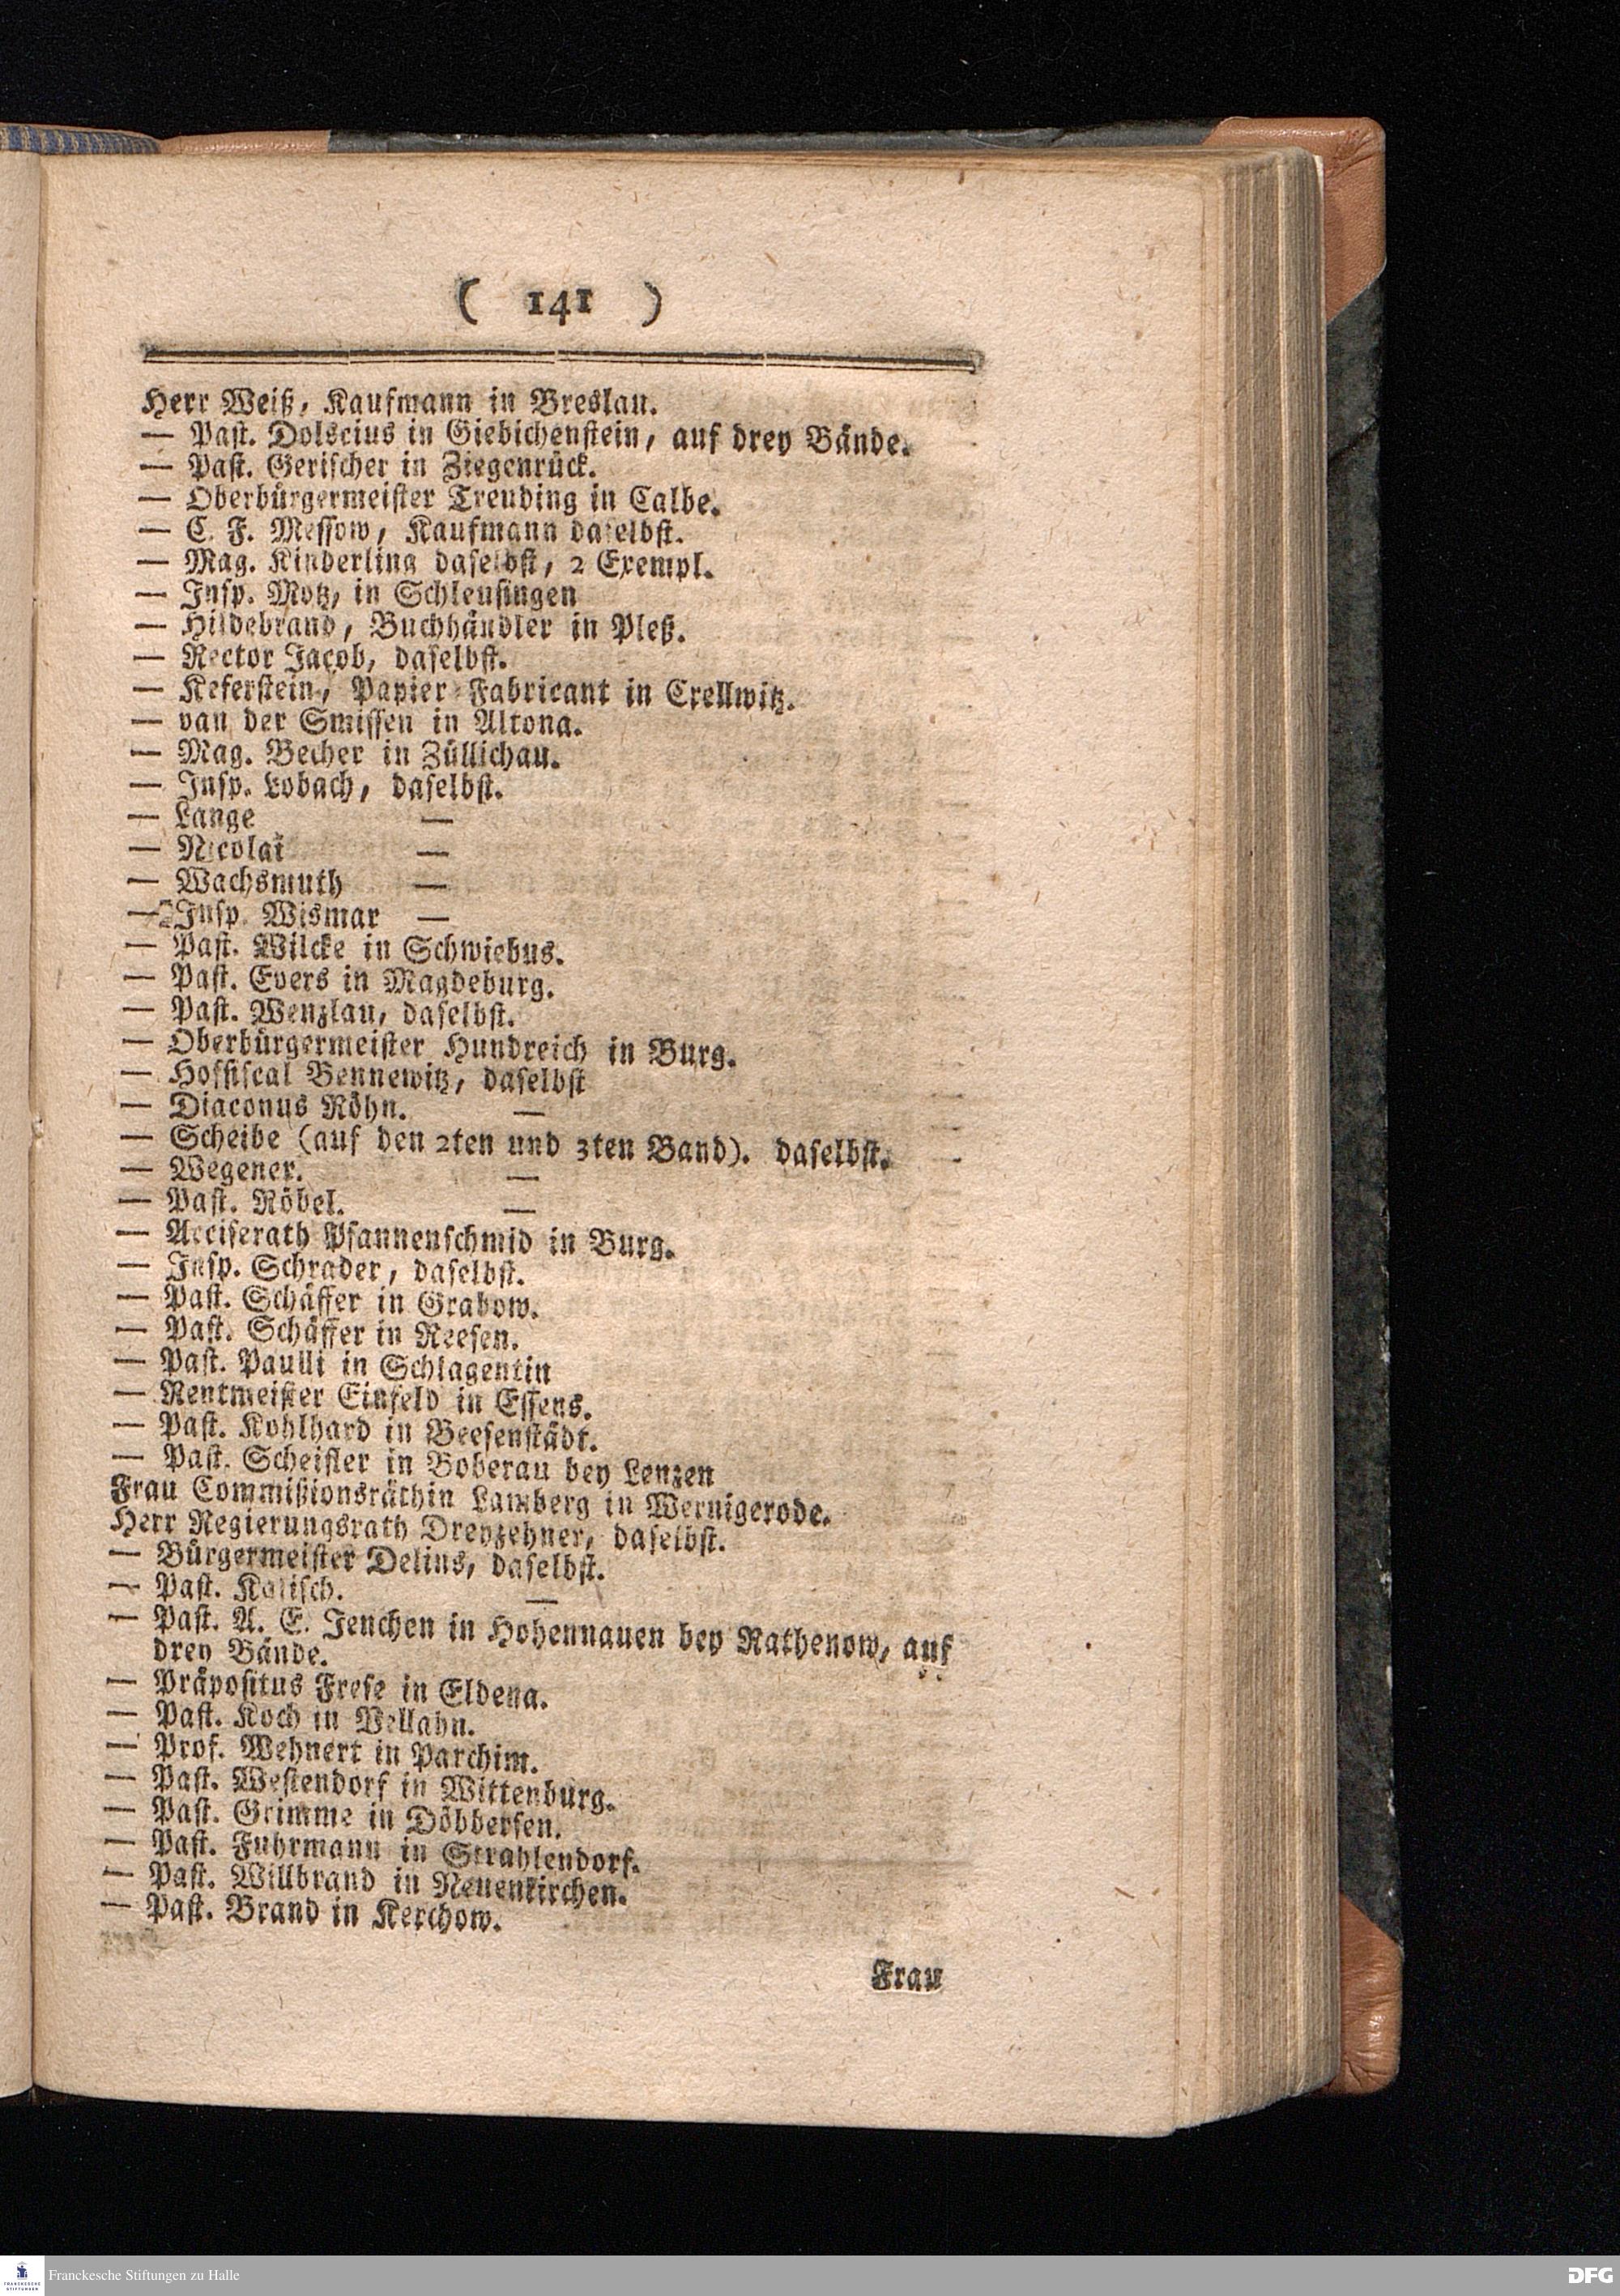 ( 141 )
Herr Weiß, Kaufmann in Breslau.
— Past. Dolscius in Giebichenstein, auf drey Bände.
— Past. Gerischer in Ziegenrück.
— Oberbürgermeister Treuding in Calbe.
— C. F. Messow, Kaufmann daselbst.
— Mag. Kinderling daselbst, 2 Exempl.
— Insp. Motz, in Schleusingen
— Hildebrand, Buchhändler in Pleß.
— Rector Jacob, daselbst.
— Keferstein, Papier-Fabricant in Crellwitz.
— van der Smissen in Altona.
— Mag. Becher in Züllichau.
— Insp. Lobach, daselbst.
— Lange —
— Nicolai —
— Wachsmuth —
— Insp. Wismar —
— Past. Wilcke in Schwiebus.
— Past. Evers in Magdeburg.
— Past. Wenzlau, daselbst.
— Oberbürgermeister Hundreich in Burg.
— Hoffiscal Bennewitz, daselbst
— Diaconus Röhn. —
— Scheibe (auf den 2ten und 3ten Band). daselbst.
— Wegener. —
— Past. Röbel. —
— Acciserath Pfannenschmid in Burg.
— Insp. Schrader, daselbst.
— Past. Schäffer in Grabow.
— Past. Schäffer in Reesen.
— Past. Paulli in Schlagentin
— Rentmeister Einfeld in Essens.
— Past. Kohlhard in Beesenstädt.
— Past. Scheisler in Boberau bey Lenzen
Frau Commißionsräthin Lamberg in Wernigerode.
Herr Regierungsrath Dreyzehner, daselbst.
— Bürgermeister Delius, daselbst.
— Past. Kalisch. —
— Past. A. E. Jenchen in Hohennauen bey Rathenow, auf
drey Bände.
— Präpositus Frese in Eldena.
— Past. Koch in Vellahn.
— Prof. Wehnert in Parchim.
— Past. Westendorf in Wittenburg.
— Past. Grimme in Döbbersen.
— Past. Fuhrmann in Strahlendorf.
— Past. Willbrand in Neuenkirchen.
— Past. Brand in Kerchow.
Frau
Franckesche Stiftungen zu Halle
DFG